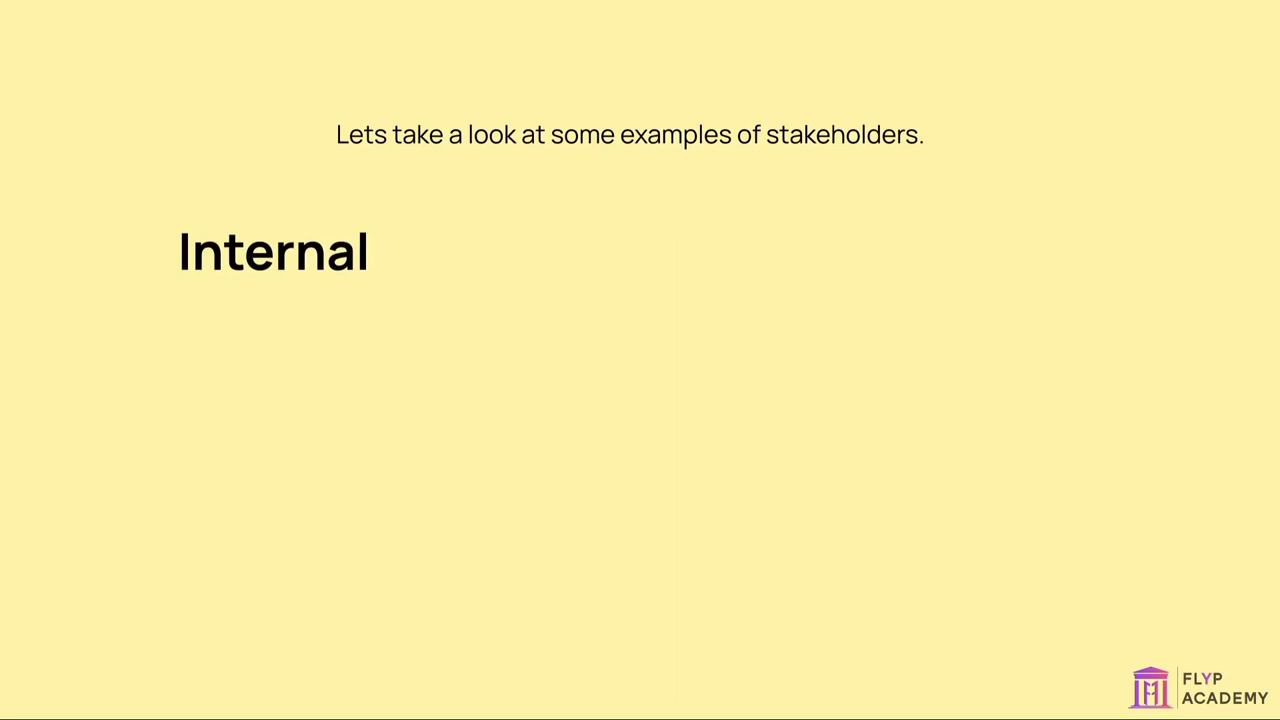 Lets take a look at some examples of stakeholders.
Internal
FLYP
ACADEMY